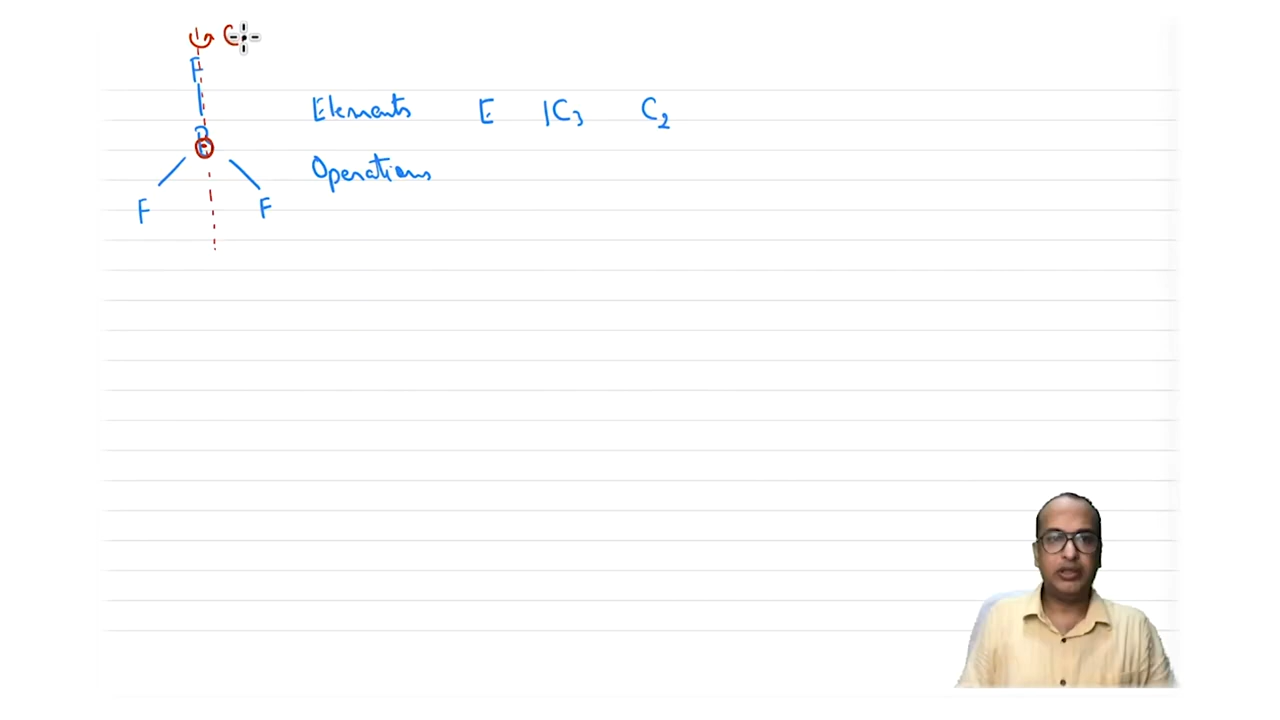 C
F
Elements E 1C₃ C₂
B
Operations
F F